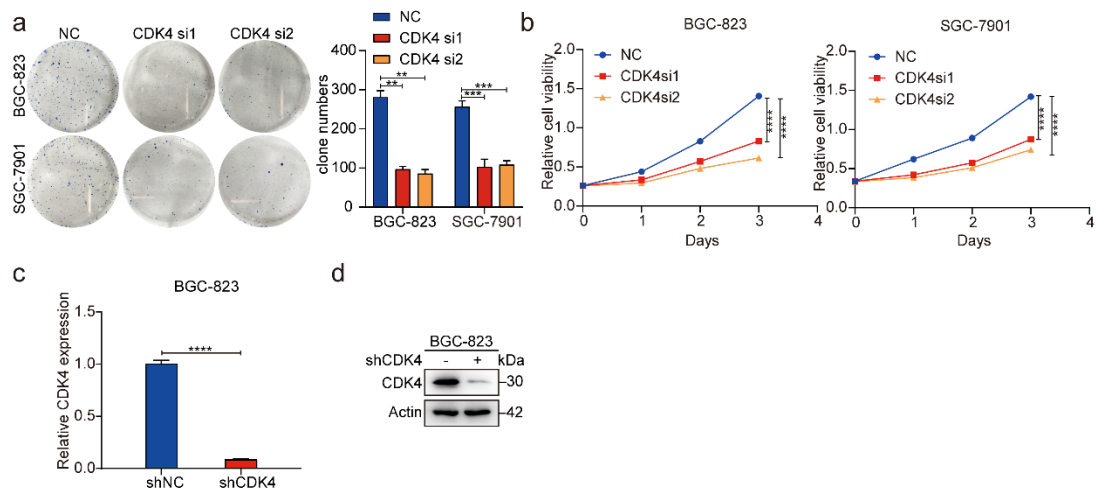 a
NC
CDK4 si1
CDK4 si2
BGC-823
SGC-7901
NC
CDK4 si1
CDK4 si2
clone numbers
400
300
200
100
0
**
**
***
***
BGC-823
SGC-7901
b
BGC-823
NC
CDK4si1
CDK4si2
Relative cell viability
2.0
1.5
1.0
0.5
0.0
0
1
2
3
4
Days
****
****
SGC-7901
NC
CDK4si1
CDK4si2
Relative cell viability
2.0
1.5
1.0
0.5
0.0
0
1
2
3
4
Days
****
****
c
BGC-823
Relative CDK4 expression
1.5
1.0
0.5
0.0
****
shNC
shCDK4
d
BGC-823
shCDK4 - + kDa
CDK4 30
Actin 42